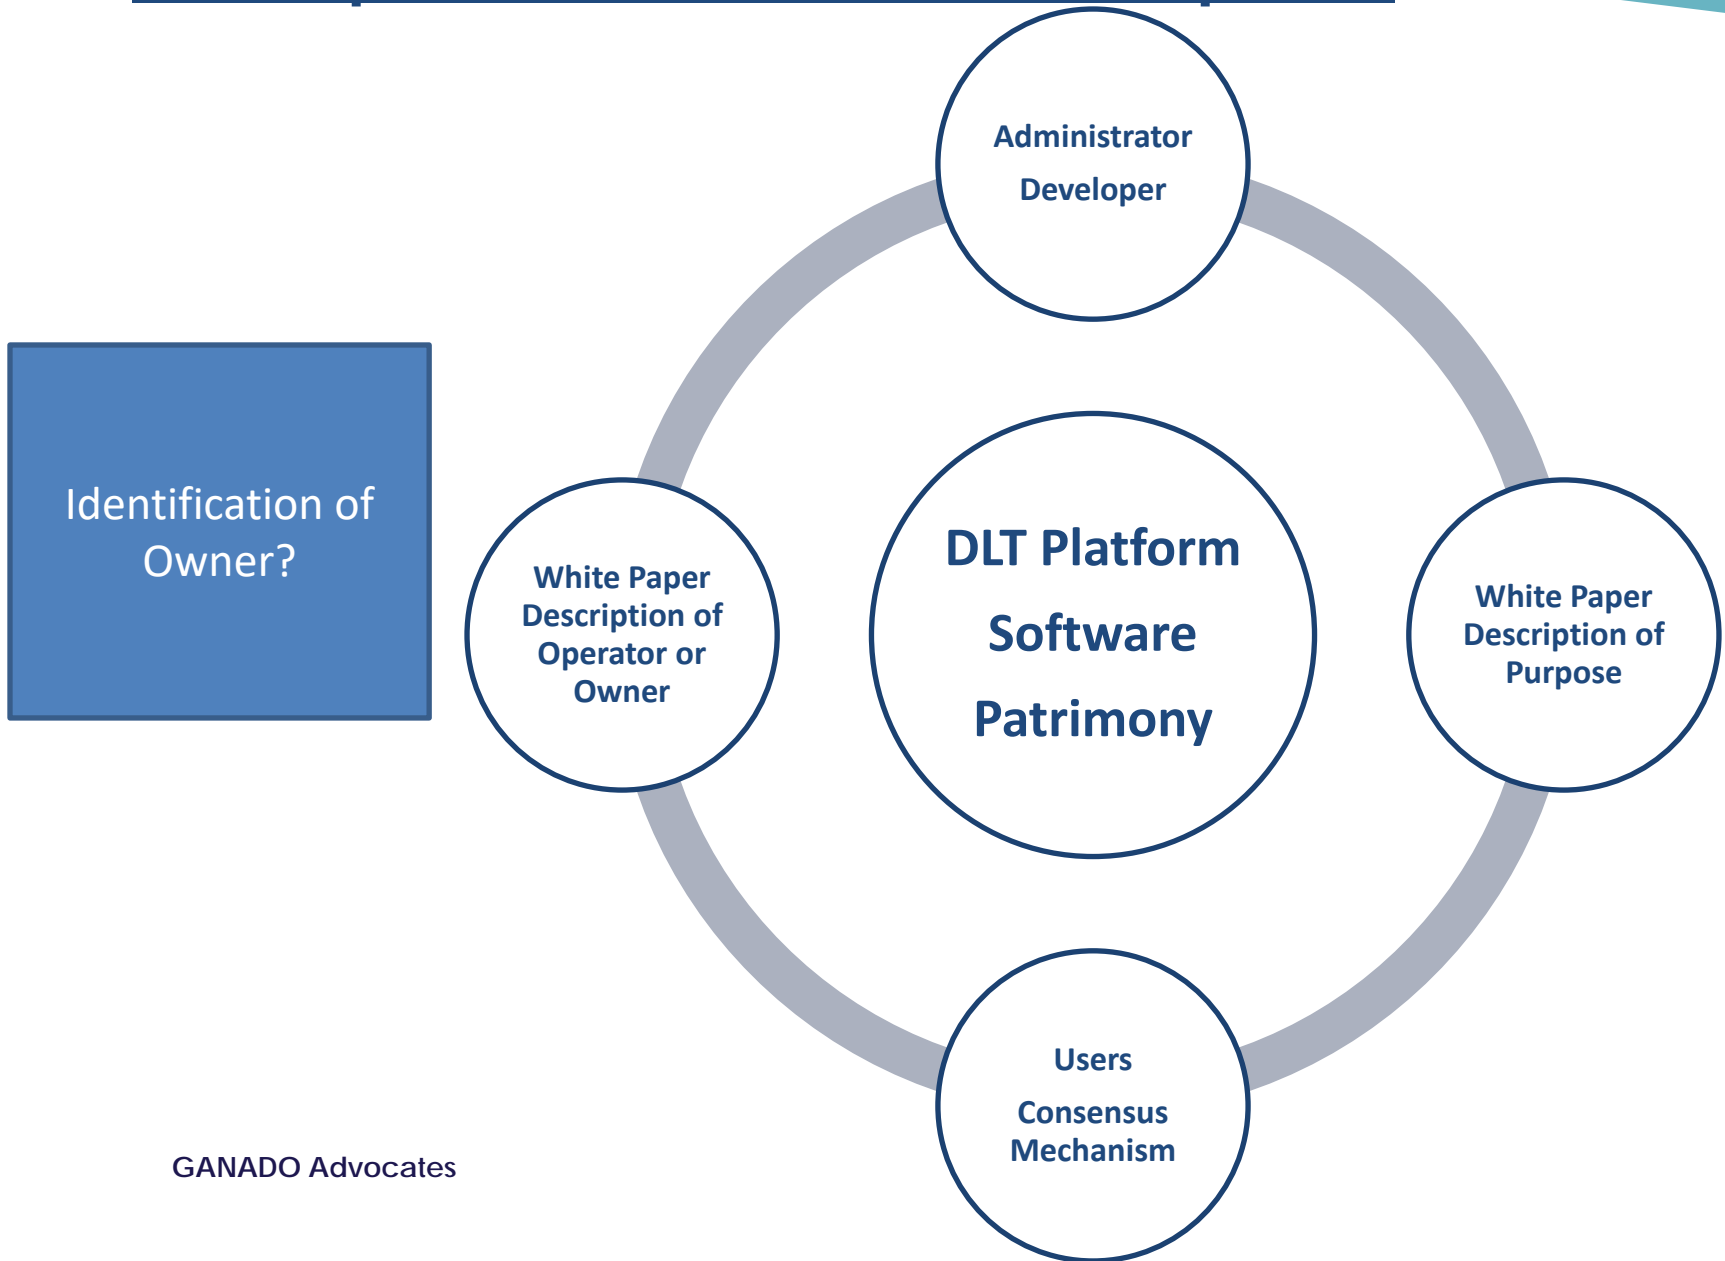 Administrator
Developer
Identification of
Owner?
White Paper
Description of
Operator or
Owner
DLT Platform
Software
Patrimony
White Paper
Description of
Purpose
Users
Consensus
Mechanism
GANADO Advocates